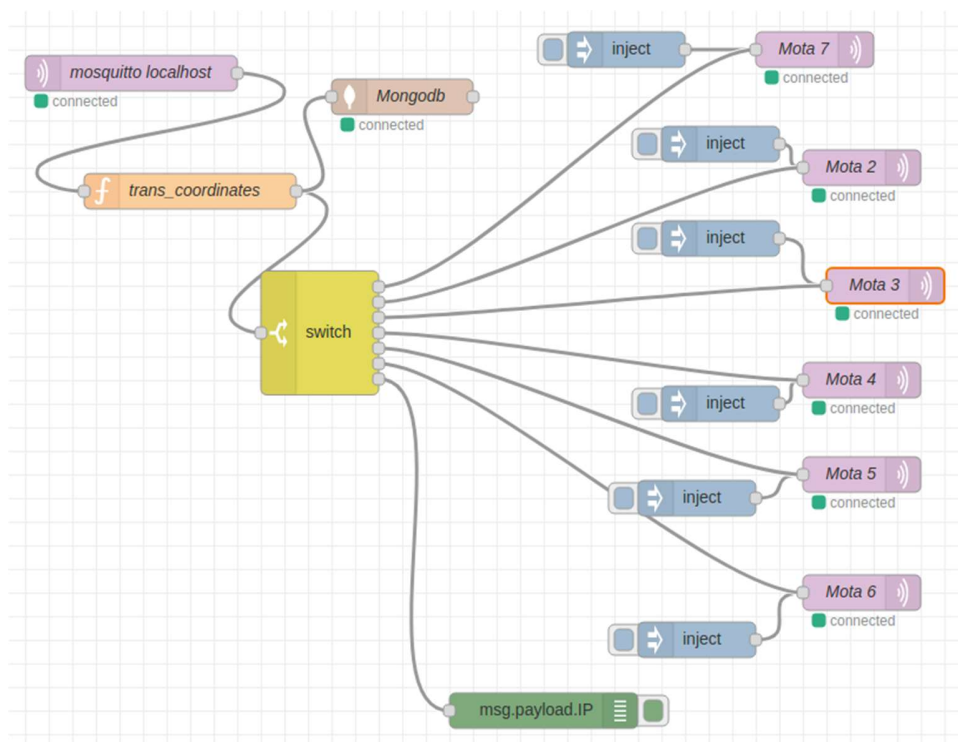 inject
Mota 7
connected
mosquitto localhost
connected
Mongodb
connected
inject
Mota 2
connected
trans_coordinates
inject
Mota 3
connected
switch
Mota 4
connected
inject
Mota 5
connected
inject
Mota 6
connected
inject
msg.payload.IP